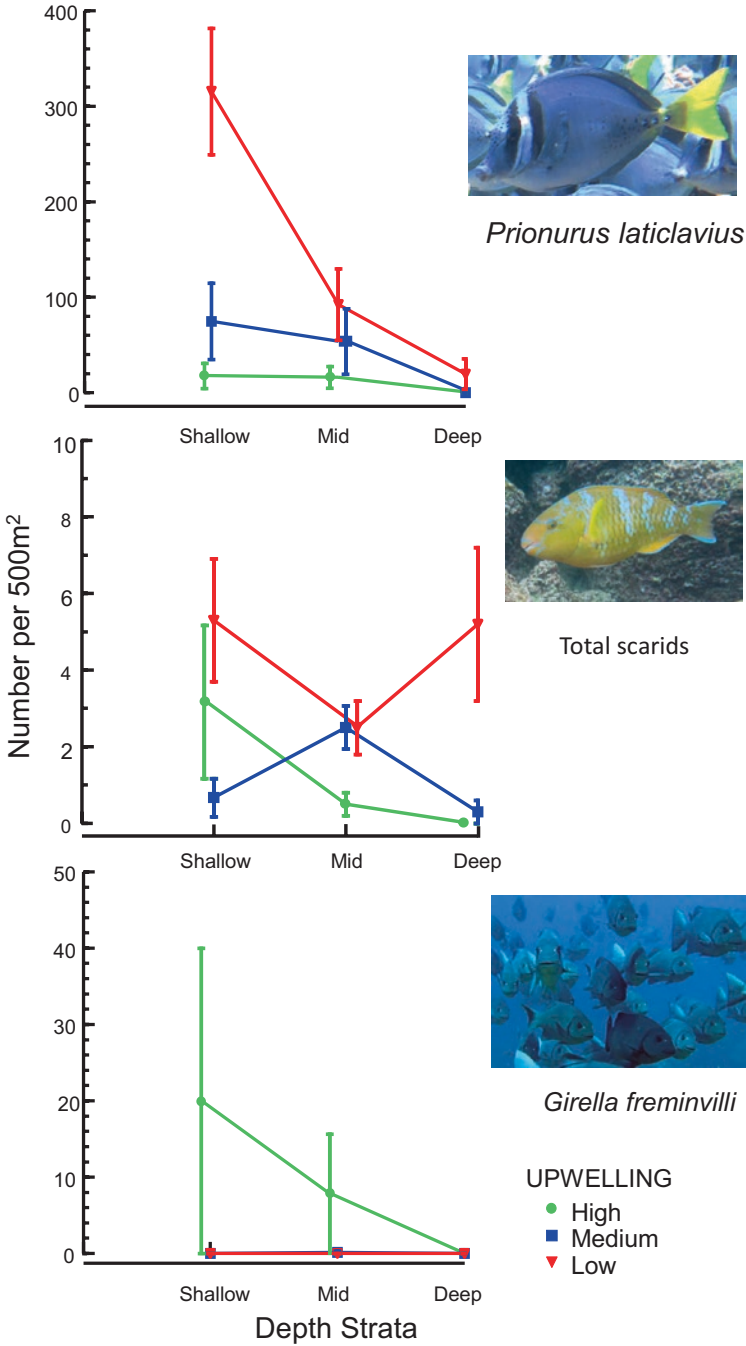 400
300
200
100
0
Prionurus laticlavius
Shallow Mid Deep
10
8
6
4
2
0
Number per 500m²
Total scarids
Shallow Mid Deep
50
40
30
20
10
0
Girella freminvilli
UPWELLING
High
Medium
Low
Shallow Mid Deep
Depth Strata